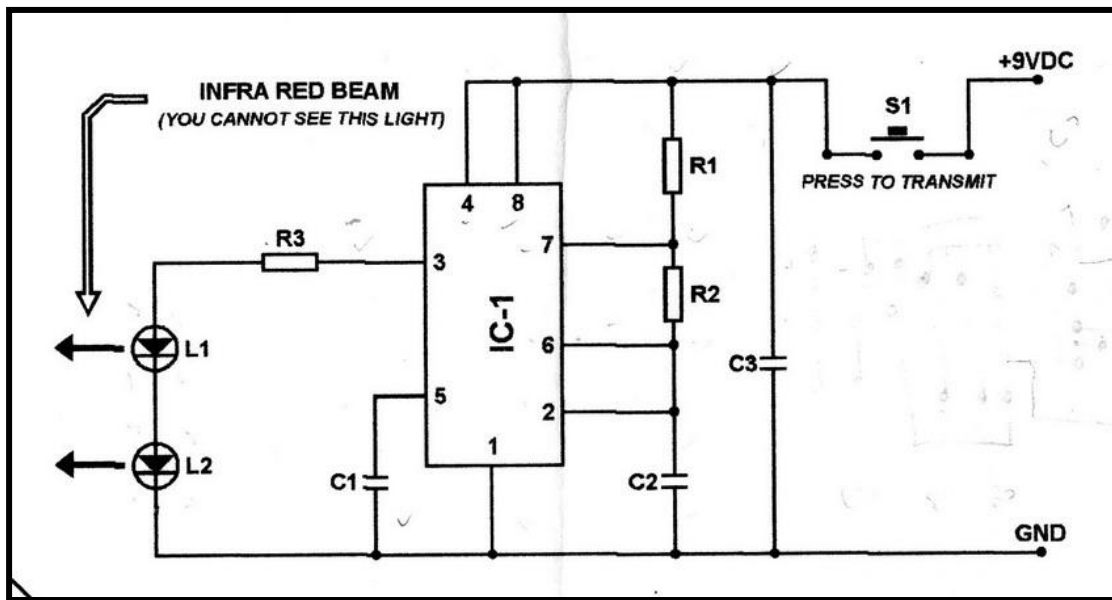 INFRA RED BEAM
(YOU CANNOT SEE THIS LIGHT)
+9VDC
S1
PRESS TO TRANSMIT
R1
4 8
R3
3
7
R2
IC-1
L1
6
C3
5
2
L2
1
C1
C2
GND